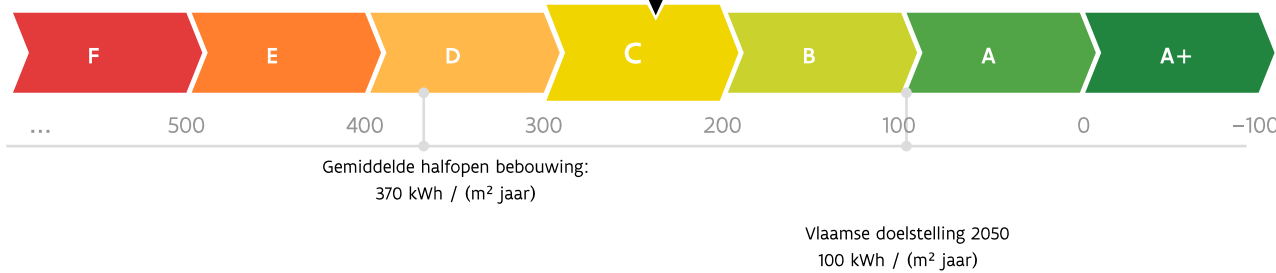 F E D C B A A+
... 500 400 300 200 100 0 −100
Gemiddelde halfopen bebouwing:
370 kWh / (m² jaar)
Vlaamse doelstelling 2050
100 kWh / (m² jaar)